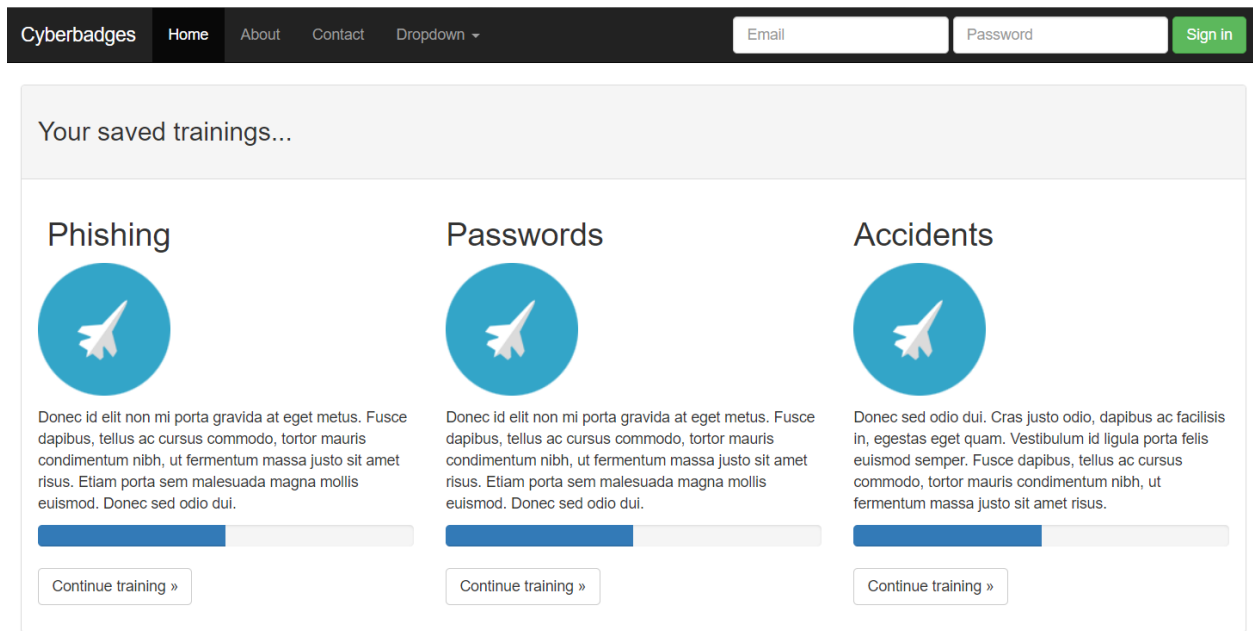 Cyberbadges Home About Contact Dropdown Email Password Sign in
Your saved trainings...
Phishing
Donec id elit non mi porta gravida at eget metus. Fusce
dapibus, tellus ac cursus commodo, tortor mauris
condimentum nibh, ut fermentum massa justo sit amet
risus. Etiam porta sem malesuada magna mollis
euismod. Donec sed odio dui.
Continue training »
Passwords
Donec id elit non mi porta gravida at eget metus. Fusce
dapibus, tellus ac cursus commodo, tortor mauris
condimentum nibh, ut fermentum massa justo sit amet
risus. Etiam porta sem malesuada magna mollis
euismod. Donec sed odio dui.
Continue training »
Accidents
Donec sed odio dui. Cras justo odio, dapibus ac facilisis
in, egestas eget quam. Vestibulum id ligula porta felis
euismod semper. Fusce dapibus, tellus ac cursus
commodo, tortor mauris condimentum nibh, ut
fermentum massa justo sit amet risus.
Continue training »